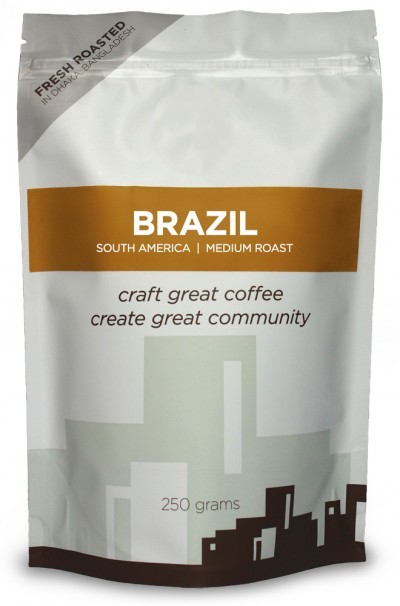 FRESH ROASTED
IN DHAKA, BANGLADESH
BRAZIL
SOUTH AMERICA | MEDIUM ROAST
craft great coffee
create great community
250 grams